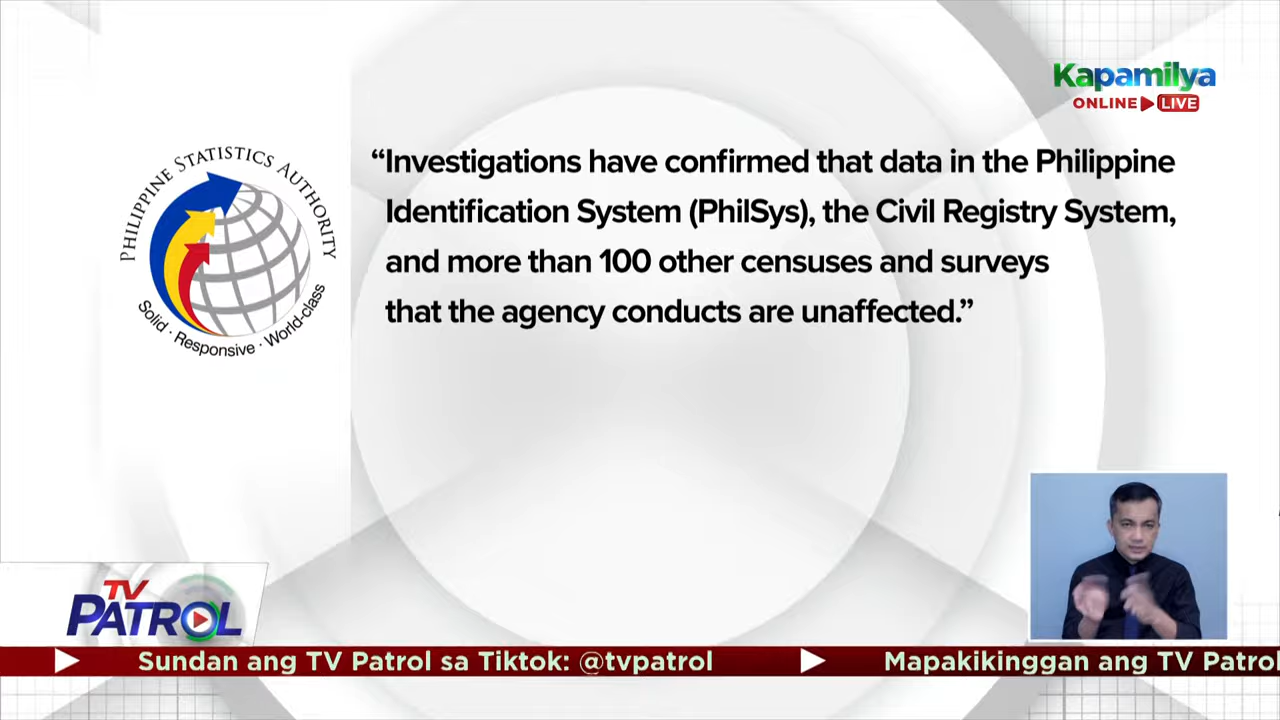 Kapamilya
ONLINE LIVE
PHILIPPINE STATISTICS AUTHORITY
Solid · Responsive · World-class
“Investigations have confirmed that data in the Philippine
Identification System (PhilSys), the Civil Registry System,
and more than 100 other censuses and surveys
that the agency conducts are unaffected.”
TV
PATROL
Sundan ang TV Patrol sa Tiktok: @tvpatrol
Mapakikinggan ang TV Patrol